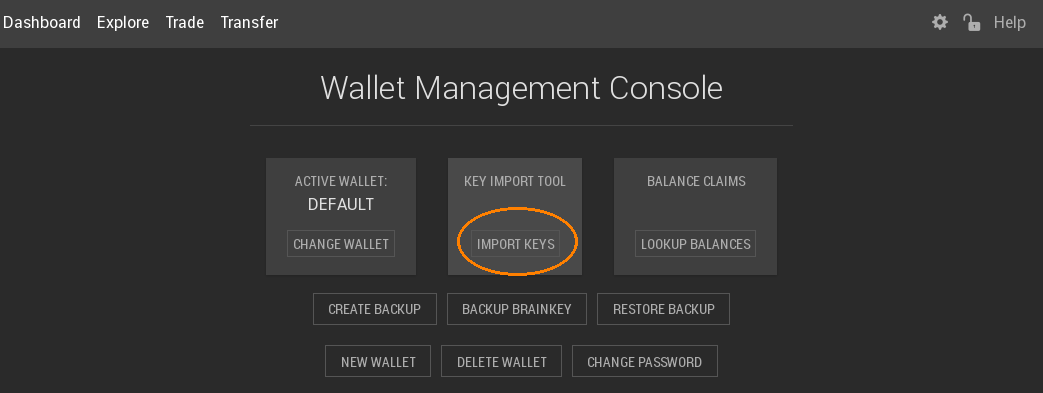 Dashboard Explore Trade Transfer Help
Wallet Management Console
ACTIVE WALLET: KEY IMPORT TOOL BALANCE CLAIMS
DEFAULT
CHANGE WALLET IMPORT KEYS LOOKUP BALANCES
CREATE BACKUP BACKUP BRAINKEY RESTORE BACKUP
NEW WALLET DELETE WALLET CHANGE PASSWORD